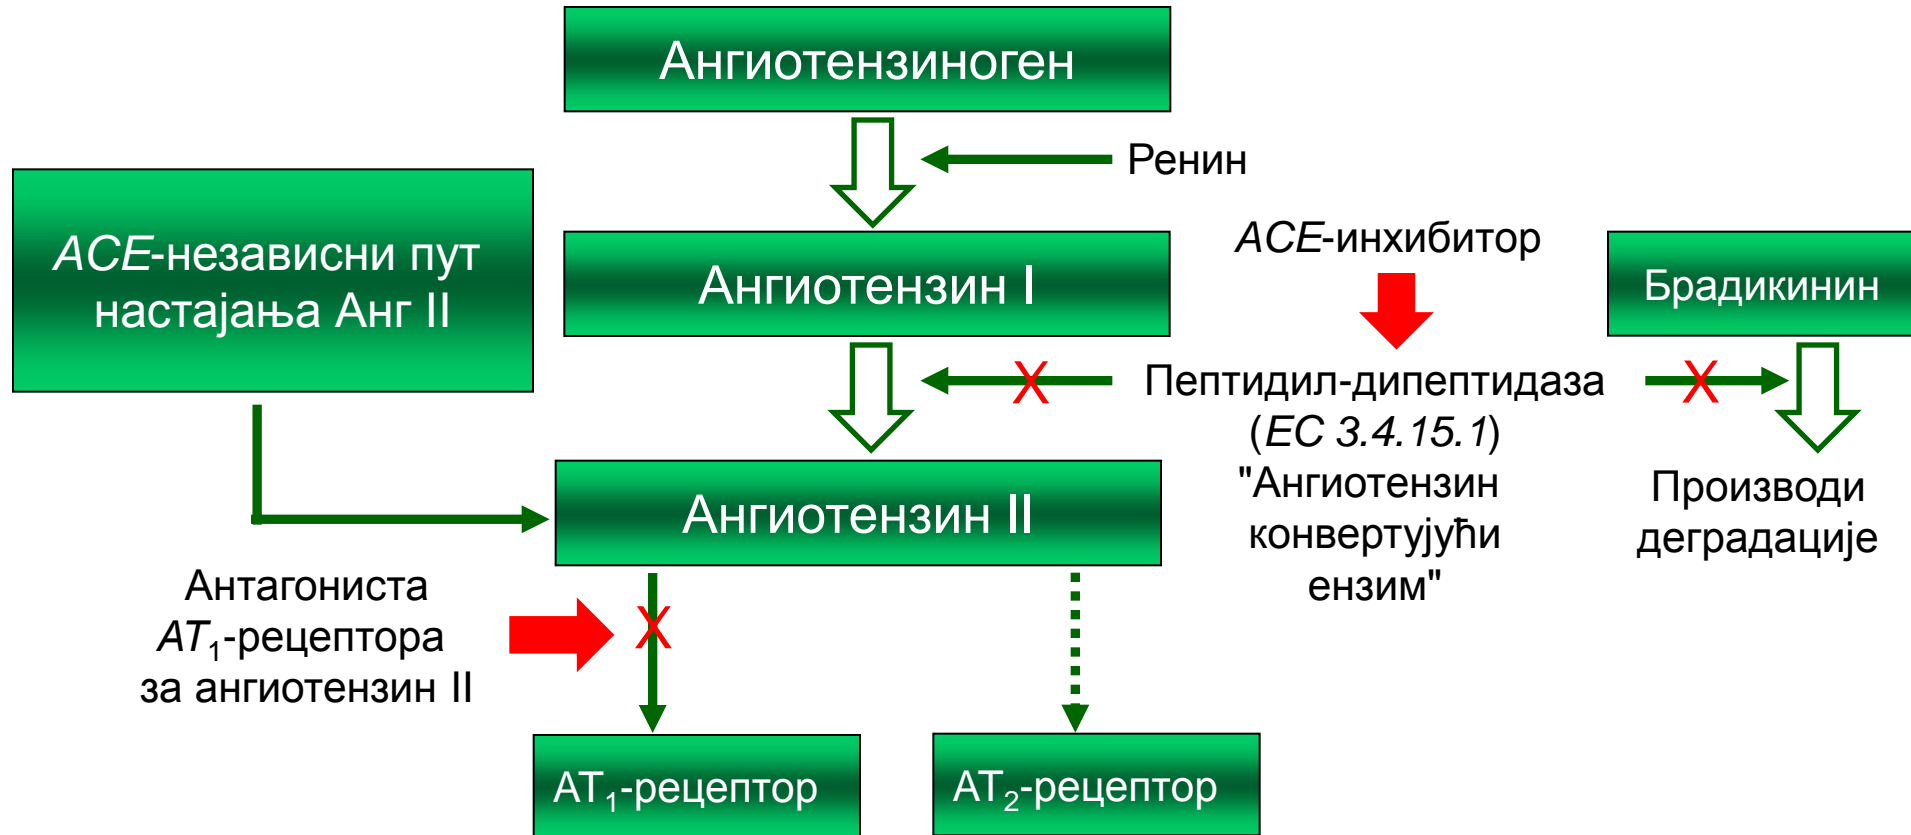 Ангиотензиноген
Ренин
ACE-независни пут
настајања Анг II
Ангиотензин I
ACE-инхибитор
Брадикинин
X
Пептидил-дипептидаза
(EC 3.4.15.1)
"Ангиотензин
конвертујући
ензим"
X
Производи
деградације
Ангиотензин II
Антагониста
AT₁-рецептора
за ангиотензин II
X
AT₁-рецептор
AT₂-рецептор